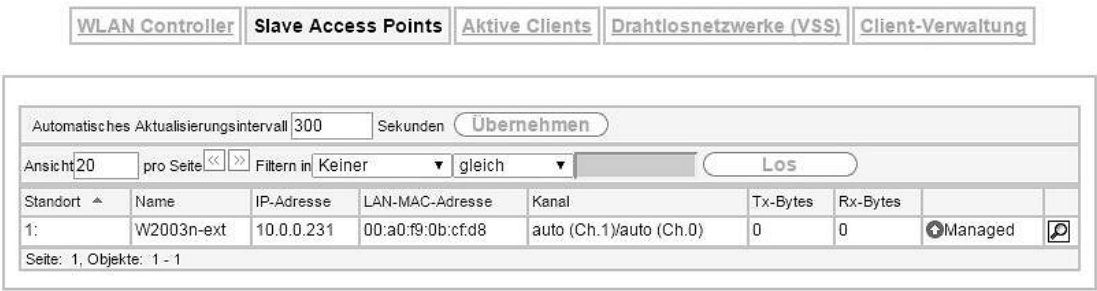 WLAN Controller Slave Access Points Aktive Clients Drahtlosnetzwerke (VSS) Client-Verwaltung
Automatisches Aktualisierungsintervall 300 Sekunden Übernehmen
Ansicht 20 pro Seite << >> Filtern in Keiner gleich Los
Standort Name IP-Adresse LAN-MAC-Adresse Kanal Tx-Bytes Rx-Bytes
1: W2003n-ext 10.0.0.231 00:a0:f9:0b:cf:d8 auto (Ch.1)/auto (Ch.0) 0 0 Managed
Seite: 1, Objekte: 1 - 1